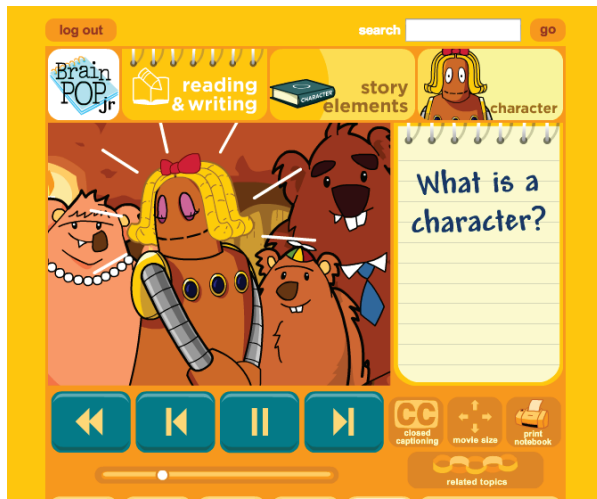 log out
search
go
Brain
POP
jr
reading
& writing
CHARACTER
story
elements
character
What is a
character?
CC
closed
captioning
movie size
print
notebook
related topics